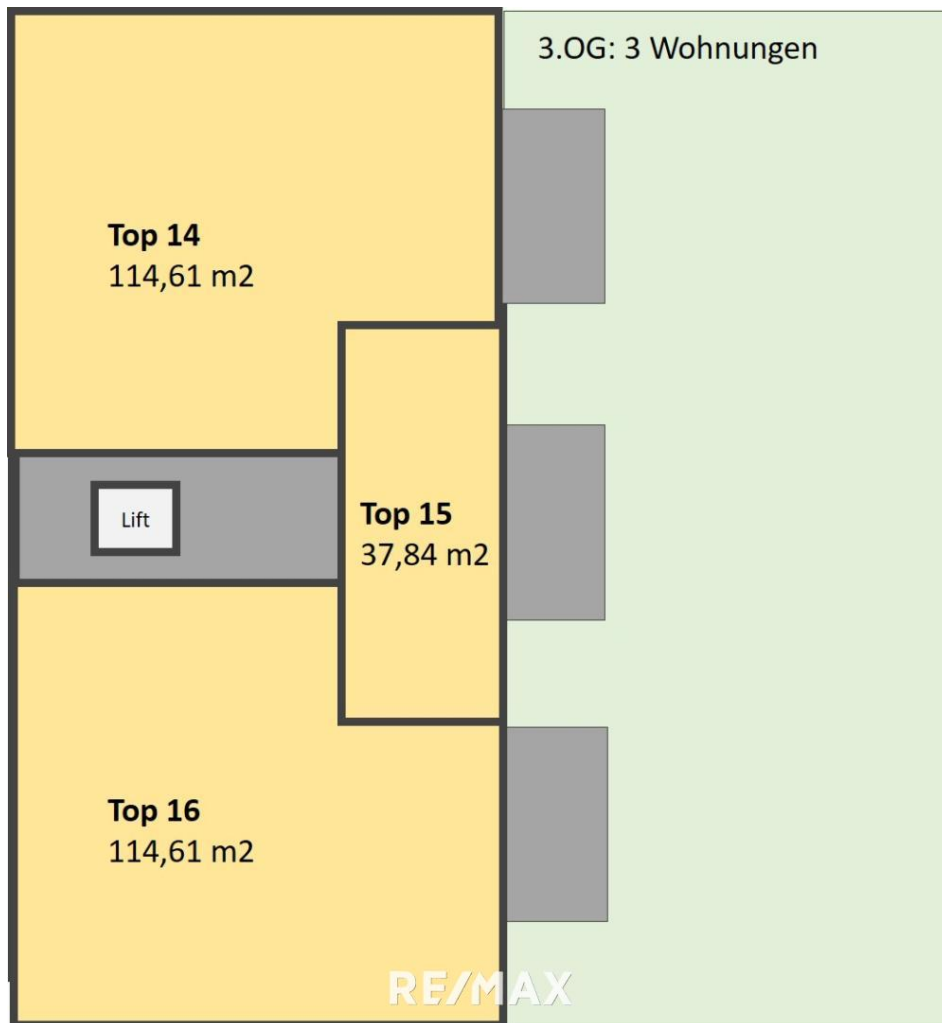 3.OG: 3 Wohnungen
Top 14
114,61 m2
Lift
Top 15
37,84 m2
Top 16
114,61 m2
RE/MAX